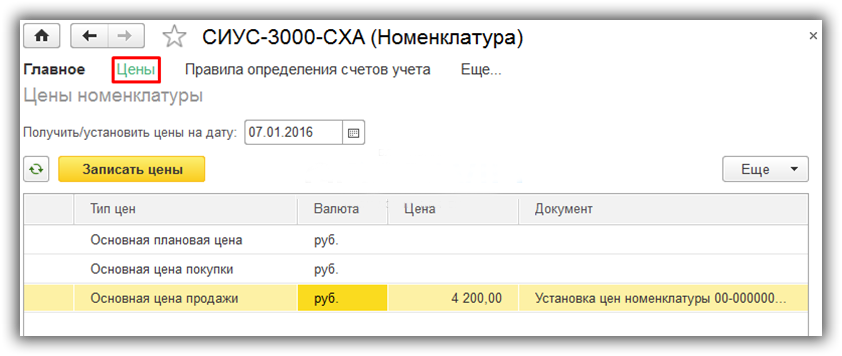 СИУС-3000-СХА (Номенклатура)
Главное Цены Правила определения счетов учета Еще...
Цены номенклатуры
Получить/установить цены на дату: 07.01.2016
Записать цены Еще
Тип цен Валюта Цена Документ
Основная плановая цена руб.
Основная цена покупки руб.
Основная цена продажи руб. 4 200,00 Установка цен номенклатуры 00-000000...